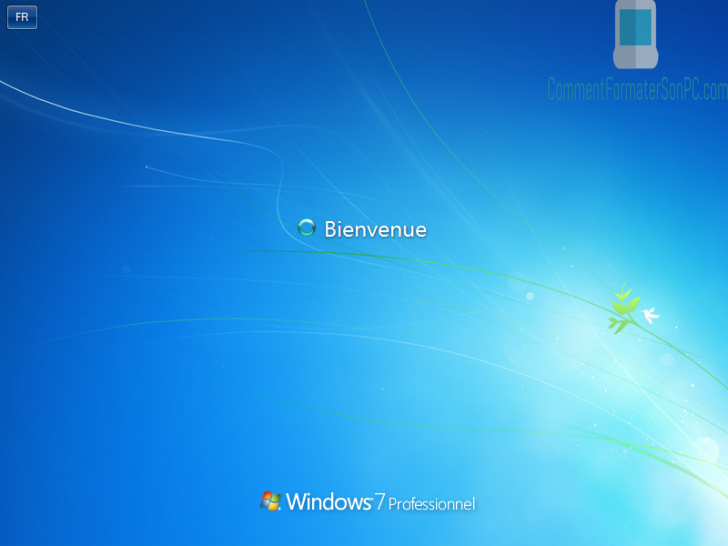 FR
CommentFormaterSonPC.com
Bienvenue
Windows 7 Professionnel